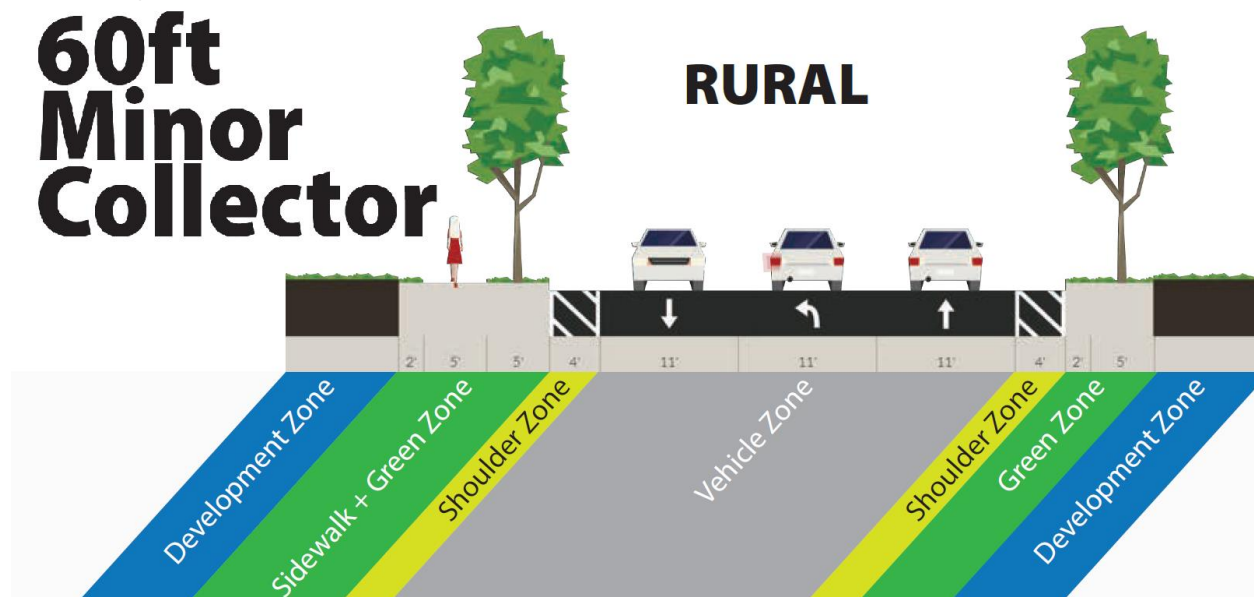 60ft
Minor
Collector
RURAL
2' 5' 5' 4' 11' 11' 11' 4' 2' 5'
Development Zone
Sidewalk + Green Zone
Shoulder Zone
Vehicle Zone
Shoulder Zone
Green Zone
Development Zone